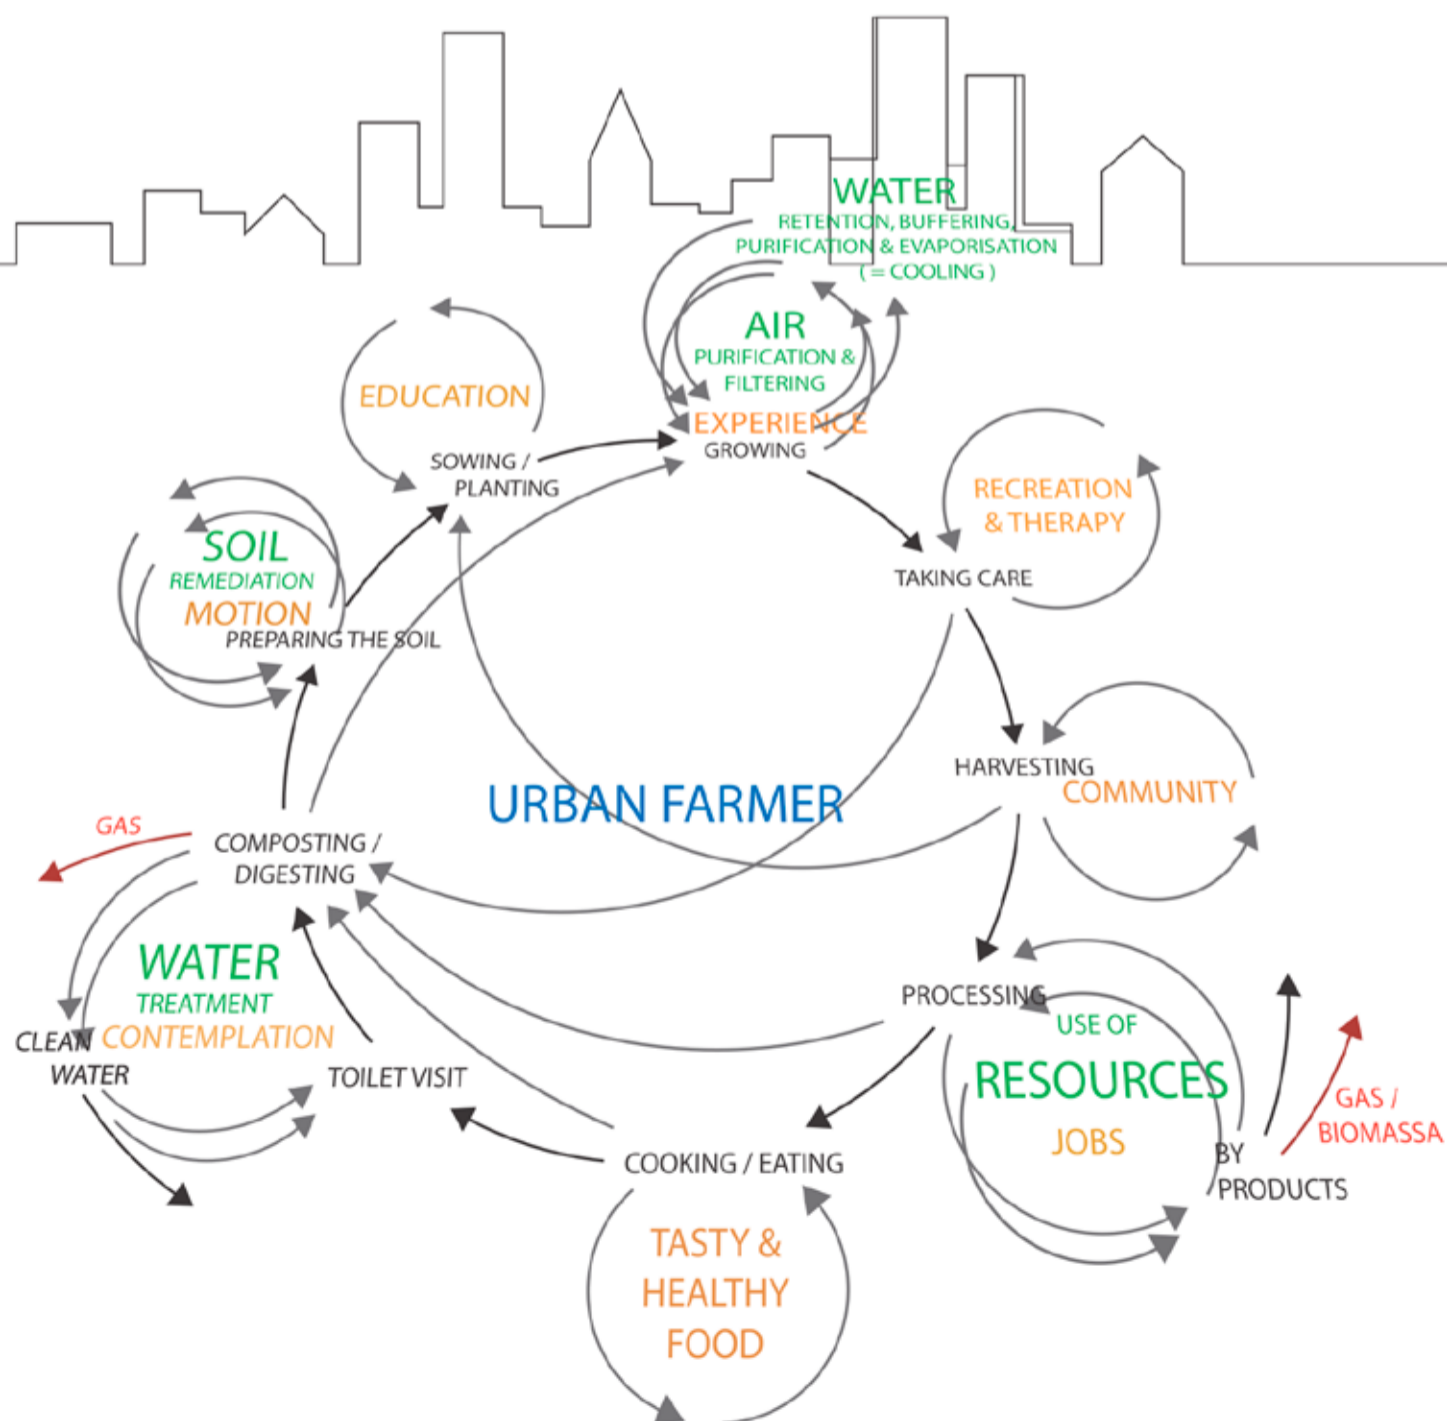 WATER
RETENTION, BUFFERING,
PURIFICATION & EVAPORISATION
( = COOLING )
AIR
PURIFICATION &
FILTERING
EXPERIENCE
GROWING
EDUCATION
SOWING /
PLANTING
RECREATION
& THERAPY
TAKING CARE
SOIL
REMEDIATION
MOTION
PREPARING THE SOIL
HARVESTING
COMMUNITY
URBAN FARMER
GAS
COMPOSTING /
DIGESTING
WATER
TREATMENT
CONTEMPLATION
CLEAN
WATER
TOILET VISIT
PROCESSING
USE OF
RESOURCES
JOBS
GAS /
BIOMASSA
BY
PRODUCTS
COOKING / EATING
TASTY &
HEALTHY
FOOD